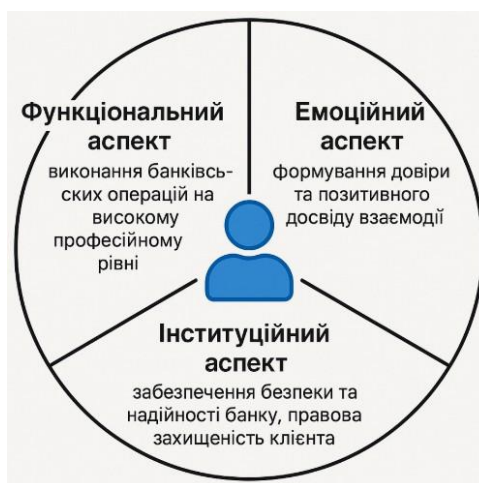 Функціональний
аспект
виконання банківсь-
ских операцій на
високому
професійному
рівні
Емоційний
аспект
формування довіри
та позитивного
досвіду взаємодії
Інституційний
аспект
забезпечення безпеки та
надійності банку, правова
захищеність клієнта